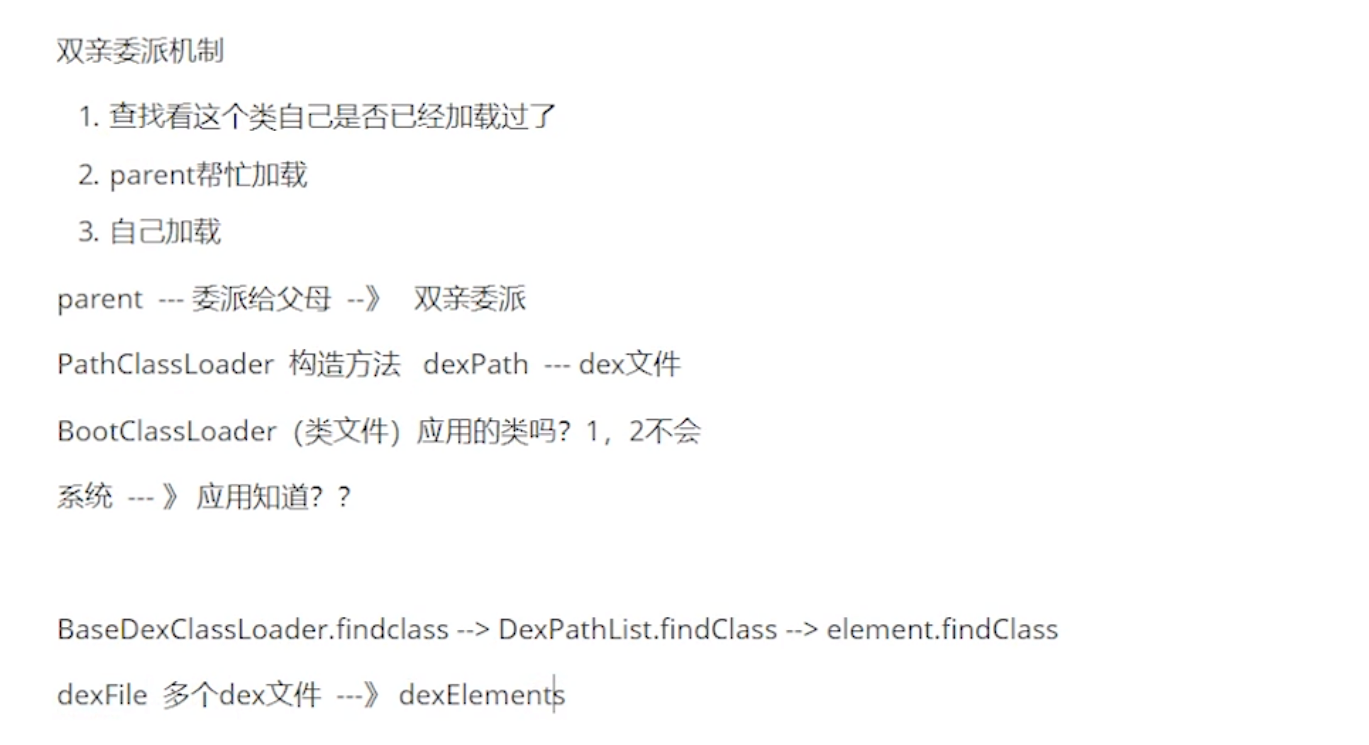 双亲委派机制
1. 查找看这个类自己是否已经加载过了
2. parent帮忙加载
3. 自己加载
parent --- 委派给父母 --》 双亲委派
PathClassLoader 构造方法 dexPath --- dex文件
BootClassLoader（类文件）应用的类吗？1，2不会
系统 --- 》 应用知道？？
BaseDexClassLoader.findclass --> DexPathList.findClass --> element.findClass
dexFile 多个dex文件 ---》 dexElements